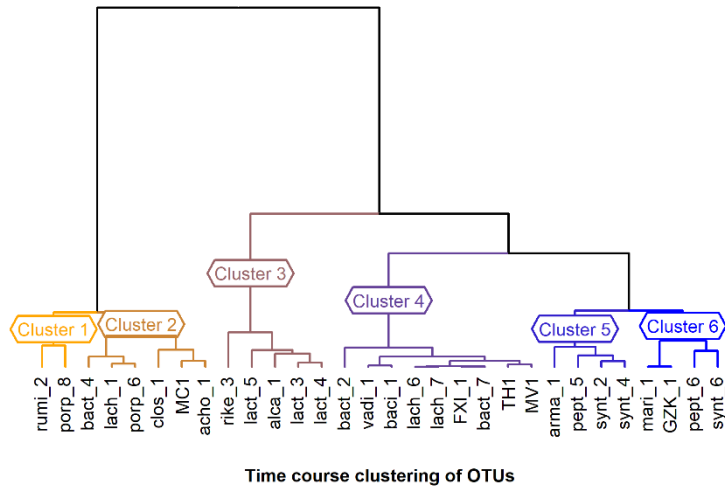 Cluster 3
Cluster 4
Cluster 1
Cluster 2
Cluster 5
Cluster 6
rumi_2
porp_8
bact_4
lach_1
porp_6
clos_1
MC1
acho_1
rike_3
lact_5
alca_1
lact_3
lact_4
bact_2
vadi_1
baci_1
lach_6
lach_7
FXI_1
bact_7
TH1
MV1
arma_1
pept_5
synt_2
synt_4
mari_1
GZK_1
pept_6
synt_6
Time course clustering of OTUs